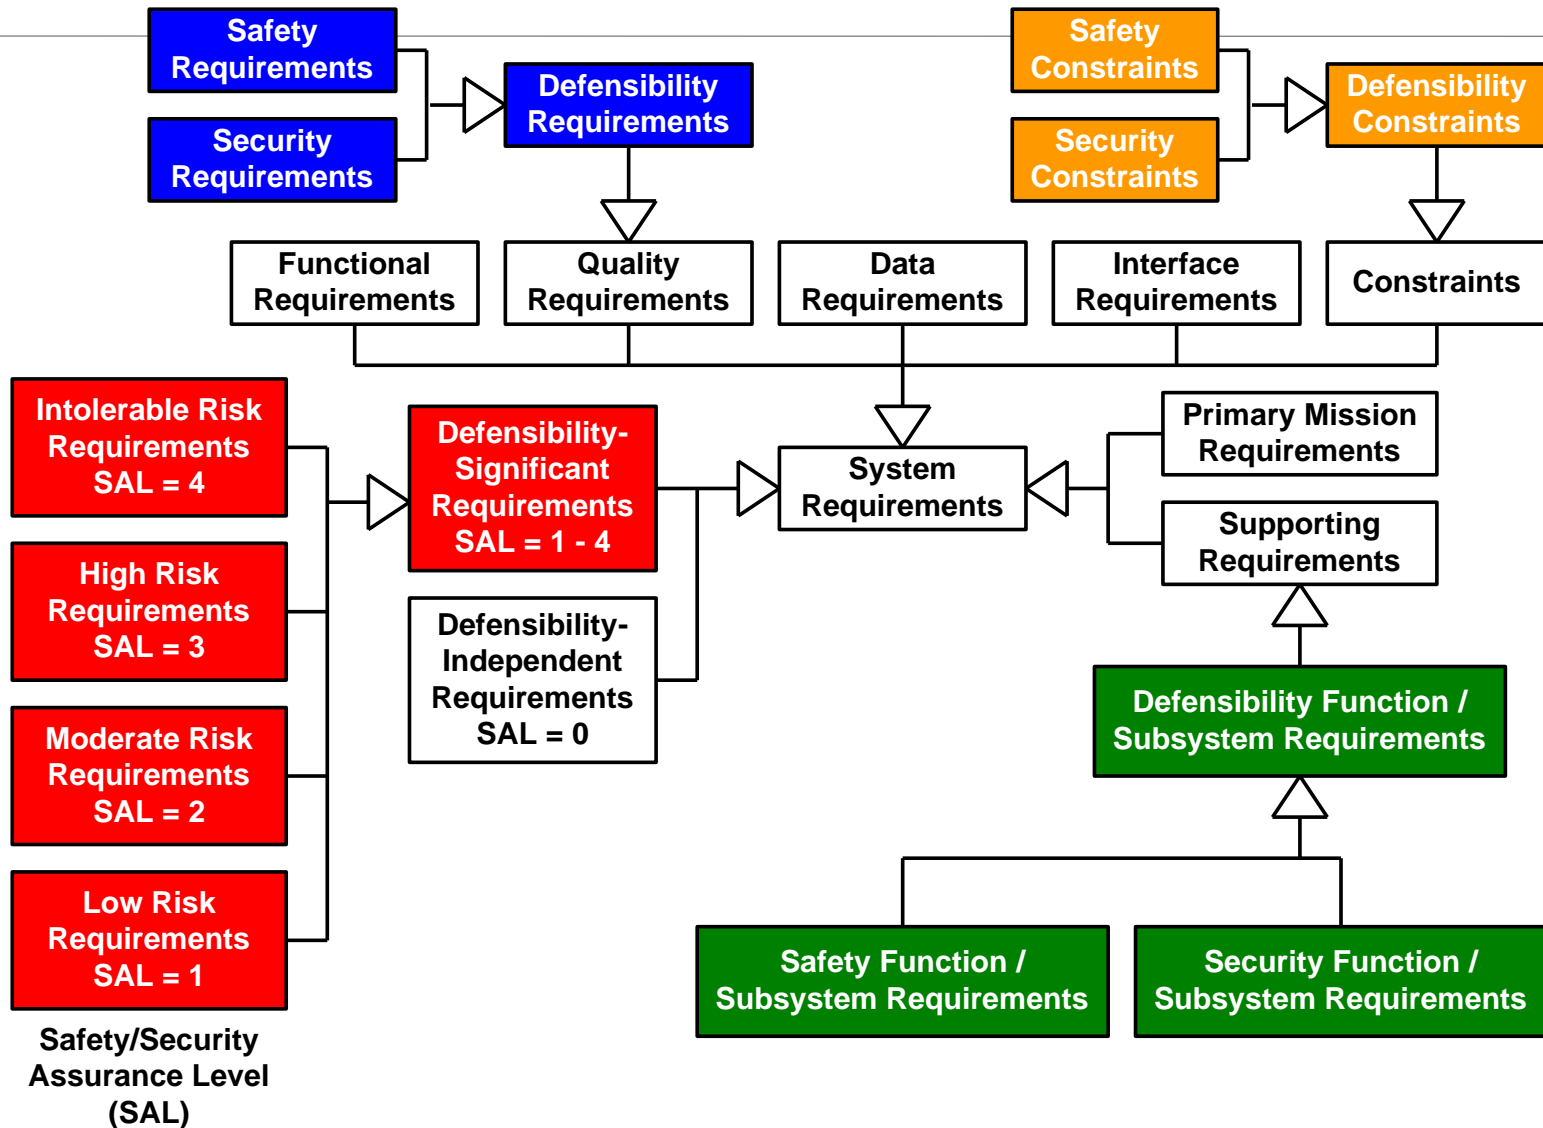 Safety
Requirements
Security
Requirements
Defensibility
Requirements
Safety
Constraints
Security
Constraints
Defensibility
Constraints
Functional
Requirements
Quality
Requirements
Data
Requirements
Interface
Requirements
Constraints
Intolerable Risk
Requirements
SAL = 4
High Risk
Requirements
SAL = 3
Moderate Risk
Requirements
SAL = 2
Low Risk
Requirements
SAL = 1
Safety/Security
Assurance Level
(SAL)
Defensibility-
Significant
Requirements
SAL = 1 - 4
Defensibility-
Independent
Requirements
SAL = 0
System
Requirements
Primary Mission
Requirements
Supporting
Requirements
Defensibility Function /
Subsystem Requirements
Safety Function /
Subsystem Requirements
Security Function /
Subsystem Requirements